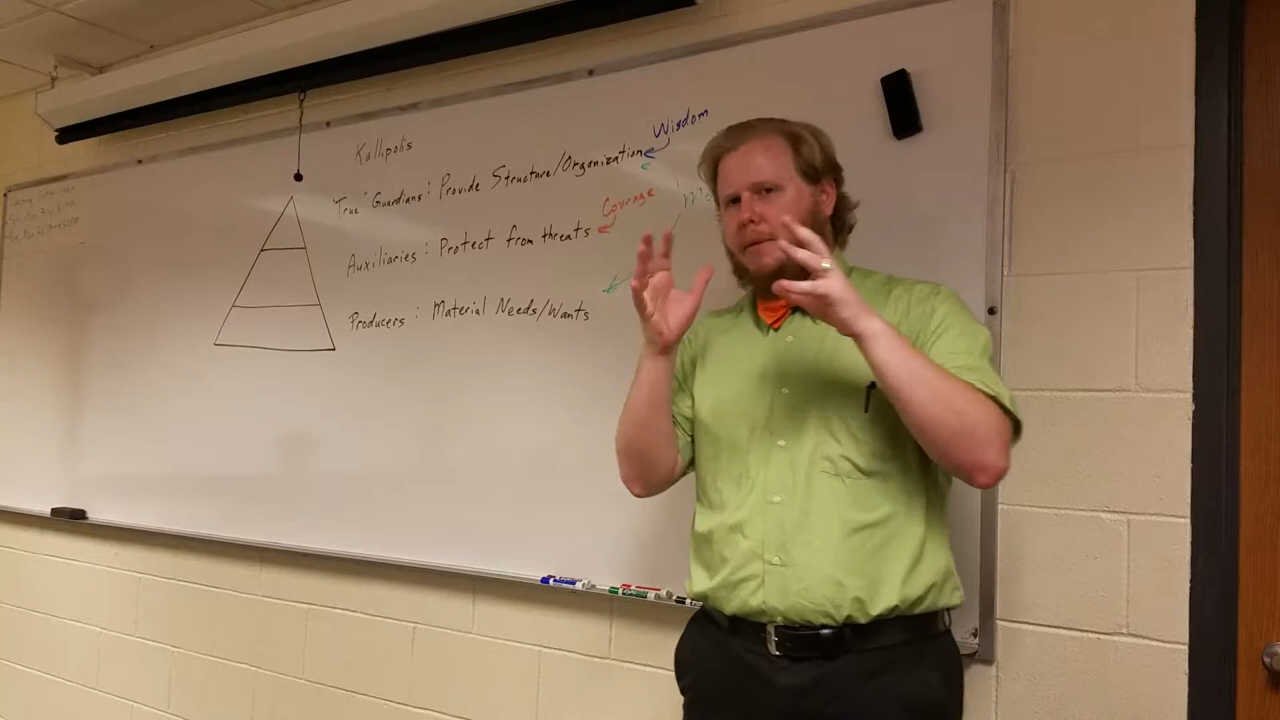 Kallipolis
Wisdom
"True" Guardians: Provide Structure/Organization
Courage
Auxiliaries: Protect from threats
Producers: Material Needs/Wants